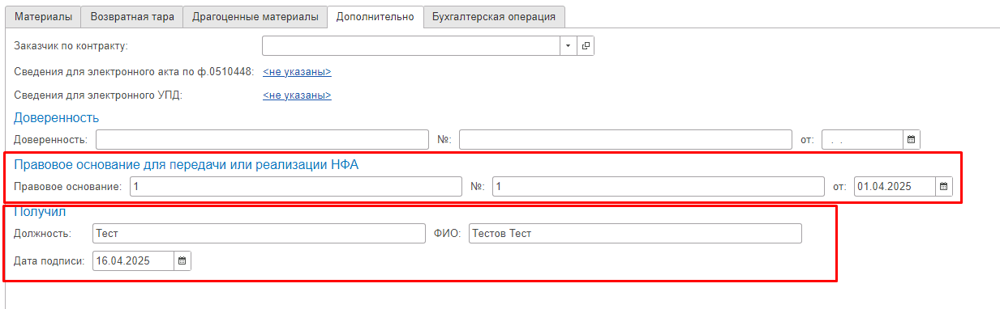 Материалы Возвратная тара Драгоценные материалы Дополнительно Бухгалтерская операция
Заказчик по контракту:
Сведения для электронного акта по ф.0510448: <не указаны>
Сведения для электронного УПД: <не указаны>
Доверенность
Доверенность: №: от: . .
Правовое основание для передачи или реализации НФА
Правовое основание: 1 №: 1 от: 01.04.2025
Получил
Должность: Тест ФИО: Тестов Тест
Дата подписи: 16.04.2025